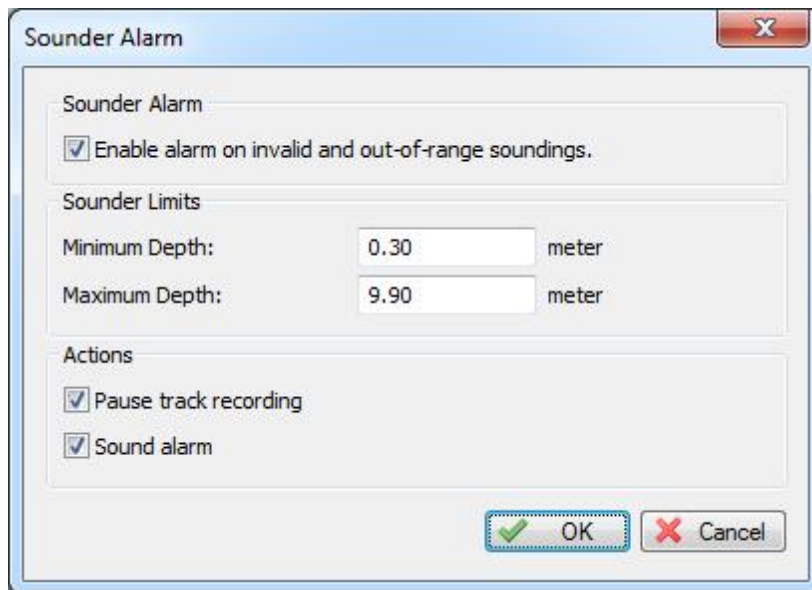 Sounder Alarm
Sounder Alarm
Enable alarm on invalid and out-of-range soundings.
Sounder Limits
Minimum Depth: 0.30 meter
Maximum Depth: 9.90 meter
Actions
Pause track recording
Sound alarm
OK Cancel